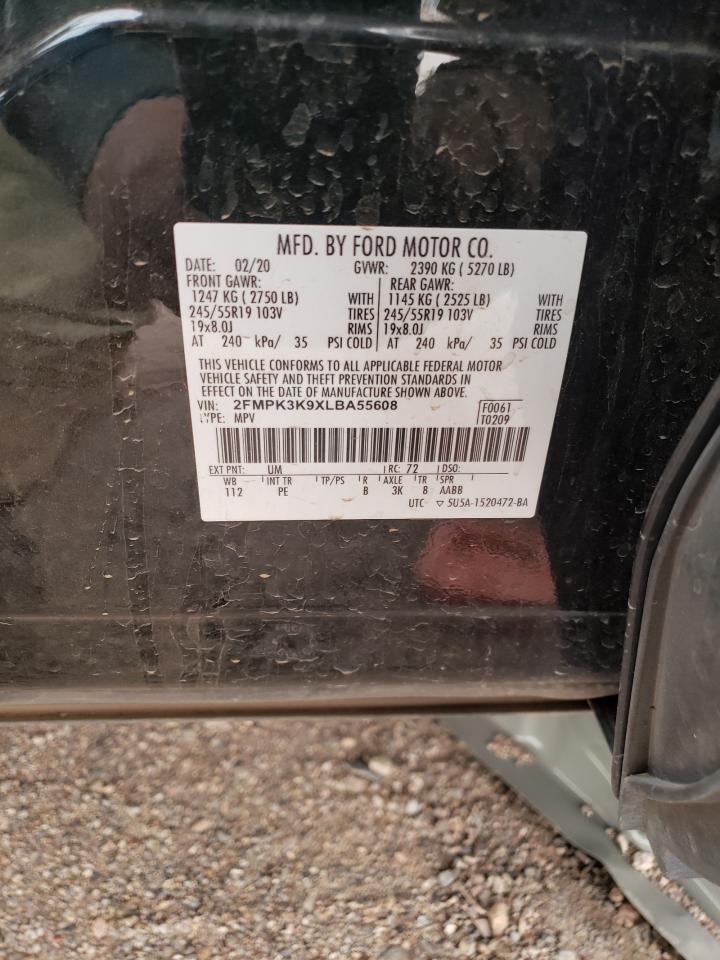 MFD. BY FORD MOTOR CO.
DATE: 02/20 GVWR: 2390 KG ( 5270 LB)
FRONT GAWR: REAR GAWR:
1247 KG ( 2750 LB) WITH 1145 KG ( 2525 LB) WITH
245/55R19 103V TIRES 245/55R19 103V TIRES
19x8.0J RIMS 19x8.0J RIMS
AT 240 kPa/ 35 PSI COLD AT 240 kPa/ 35 PSI COLD
THIS VEHICLE CONFORMS TO ALL APPLICABLE FEDERAL MOTOR
VEHICLE SAFETY AND THEFT PREVENTION STANDARDS IN
EFFECT ON THE DATE OF MANUFACTURE SHOWN ABOVE.
VIN: 2FMPK3K9XLBA55608 F0061
TYPE: MPV T0209
EXT PNT: UM RC: 72 DSO:
WB INT TR TP/PS R AXLE TR SPR
112 PE B 3K 8 AABB
UTC ▽ 5U5A-1520472-BA